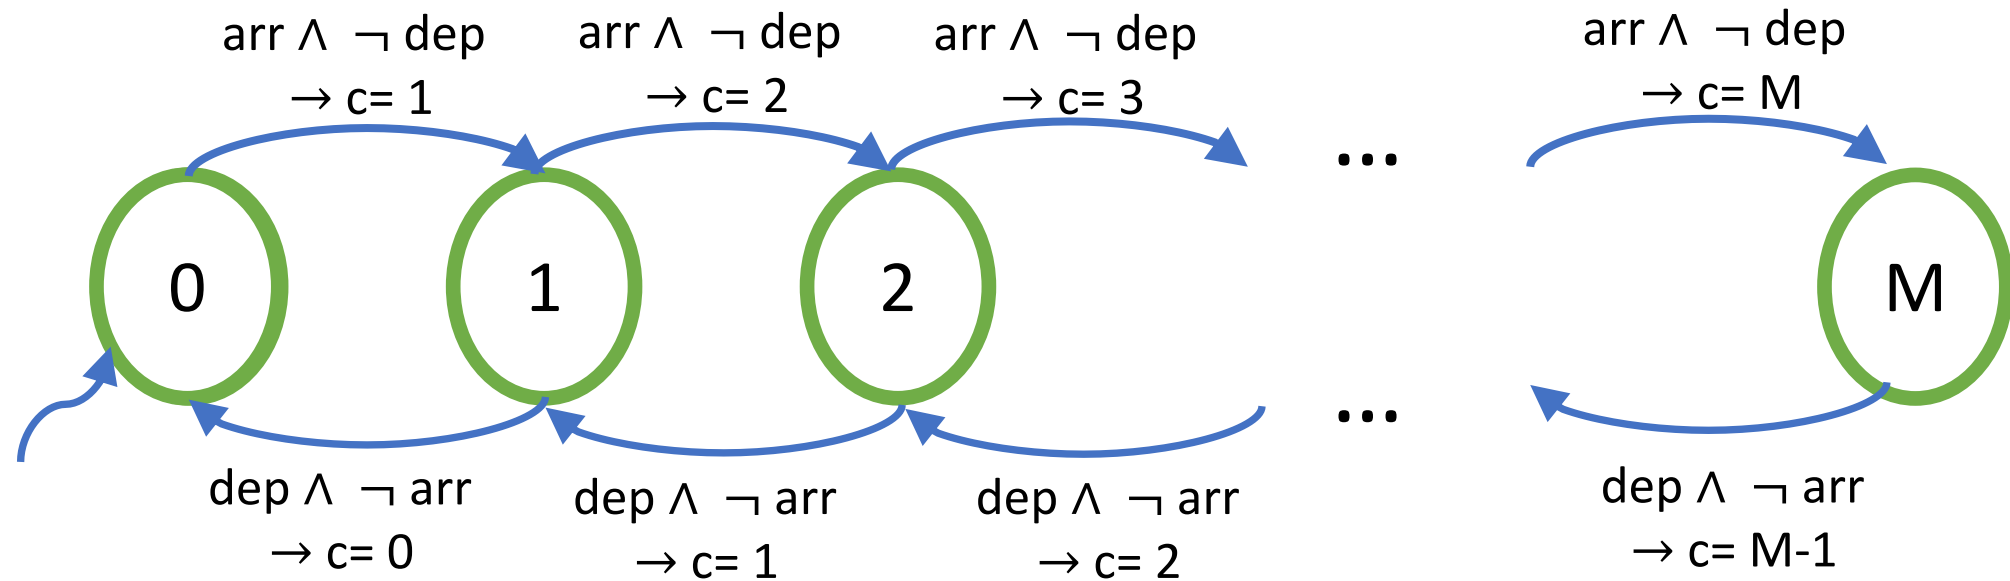 arr ∧ ¬ dep
→ c= 1
arr ∧ ¬ dep
→ c= 2
arr ∧ ¬ dep
→ c= 3
...
arr ∧ ¬ dep
→ c= M
0
1
2
M
dep ∧ ¬ arr
→ c= 0
dep ∧ ¬ arr
→ c= 1
dep ∧ ¬ arr
→ c= 2
...
dep ∧ ¬ arr
→ c= M-1